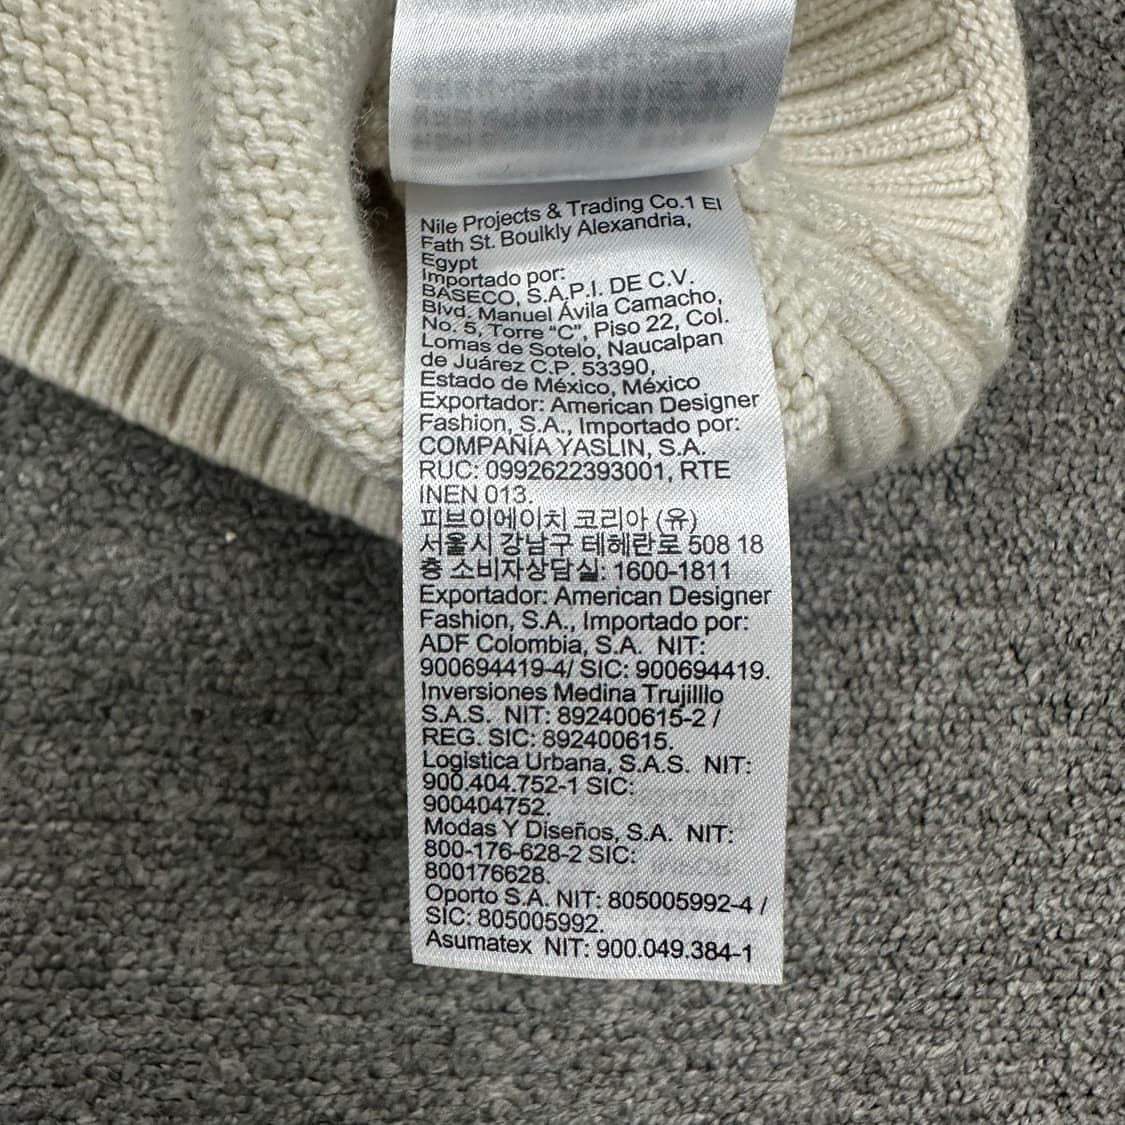 Nile Projects & Trading Co.1 El
Fath St. Boulkly Alexandria,
Egypt
Importado por:
BASECO, S.A.P.I. DE C.V.
Blvd. Manuel Ávila Camacho,
No. 5, Torre “C”, Piso 22, Col.
Lomas de Sotelo, Naucalpan
de Juárez C.P. 53390,
Estado de México, México
Exportador: American Designer
Fashion, S.A., Importado por:
COMPAÑÍA YASLIN, S.A.
RUC: 0992622393001, RTE
INEN 013.
피브이에이치 코리아 (유)
서울시 강남구 테헤란로 508 18
층 소비자상담실: 1600-1811
Exportador: American Designer
Fashion, S.A., Importado por:
ADF Colombia, S.A. NIT:
900694419-4/ SIC: 900694419.
Inversiones Medina Trujilllo
S.A.S. NIT: 892400615-2 /
REG. SIC: 892400615.
Logistica Urbana, S.A.S. NIT:
900.404.752-1 SIC:
900404752.
Modas Y Diseños, S.A. NIT:
800-176-628-2 SIC:
800176628.
Oporto S.A. NIT: 805005992-4 /
SIC: 805005992.
Asumatex NIT: 900.049.384-1